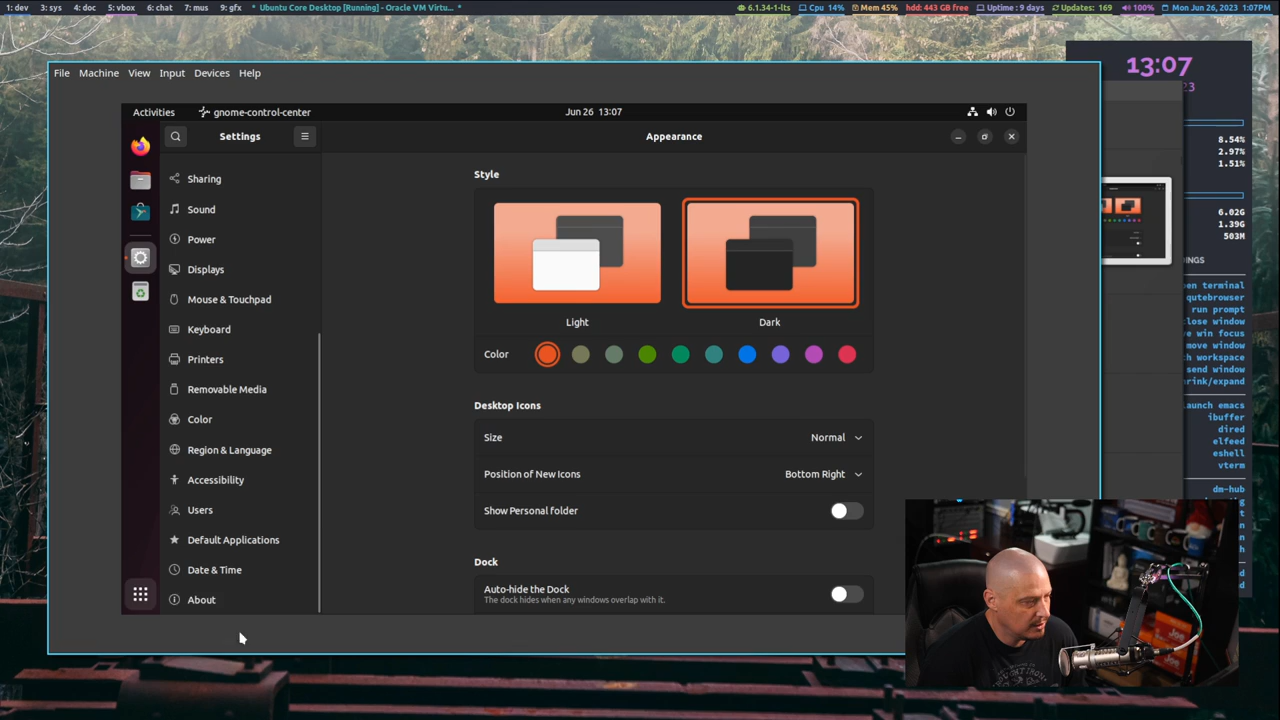 1: dev 3: sys 4: doc 5: vbox 6: chat 7: mus 9: gfx * Ubuntu Core Desktop [Running] - Oracle VM Virtu... * 6.1.34-1-lts Cpu 14% Mem 45% hdd: 443 GB free Uptime : 9 days Updates: 169 100% Mon Jun 26, 2023 1:07PM
File Machine View Input Devices Help
Activities gnome-control-center Jun 26 13:07
Settings
Appearance
Sharing
Sound
Power
Displays
Mouse & Touchpad
Keyboard
Printers
Removable Media
Color
Region & Language
Accessibility
Users
Default Applications
Date & Time
About
Style
Light Dark
Color
Desktop Icons
Size Normal
Position of New Icons Bottom Right
Show Personal folder
Dock
Auto-hide the Dock
The dock hides when any windows overlap with it.
13:07
23
8.54%
2.97%
1.51%
6.02G
1.39G
503M
INGS
en terminal
qutebrowser
run prompt
lose window
e win focus
move window
h workspace
send window
rink/expand
aunch emacs
ibuffer
dired
elfeed
eshell
vterm
dm-hub